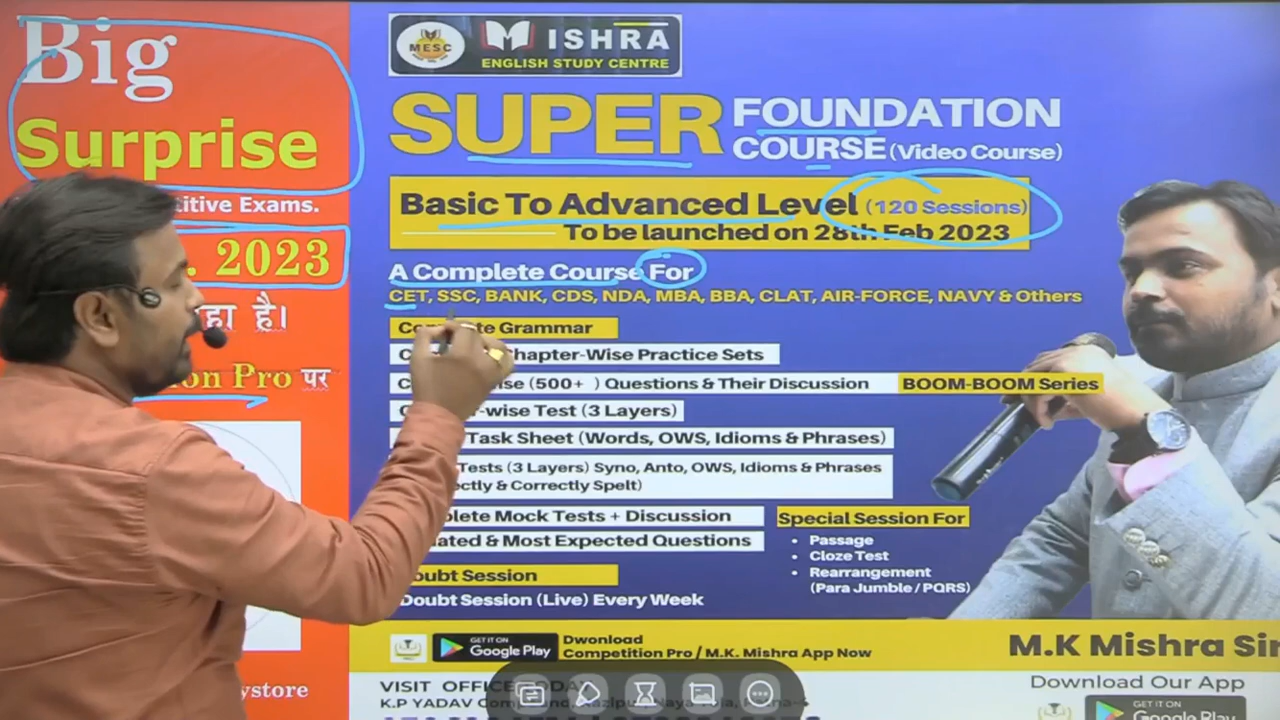 Big
Surprise
itive Exams.
. 2023
है।
on Pro पर
ystore
MESC
MISHRA
ENGLISH STUDY CENTRE
SUPER FOUNDATION
COURSE (Video Course)
Basic To Advanced Level (120 Sessions)
To be launched on 28th Feb 2023
A Complete Course For
CET, SSC, BANK, CDS, NDA, MBA, BBA, CLAT, AIR-FORCE, NAVY & Others
Complete Grammar
Chapter-Wise Practice Sets
(500+ ) Questions & Their Discussion BOOM-BOOM Series
-wise Test (3 Layers)
Task Sheet (Words, OWS, Idioms & Phrases)
Tests (3 Layers) Syno, Anto, OWS, Idioms & Phrases
ectly & Correctly Spelt)
plete Mock Tests + Discussion
ated & Most Expected Questions
Special Session For
• Passage
• Cloze Test
• Rearrangement
(Para Jumble / PQRS)
oubt Session
Doubt Session (Live) Every Week
GET IT ON
Google Play
Dwonload
Competition Pro / M.K. Mishra App Now
M.K Mishra Sir
VISIT OFFICE
K.P YADAV
Download Our App
GET IT ON
Google Play